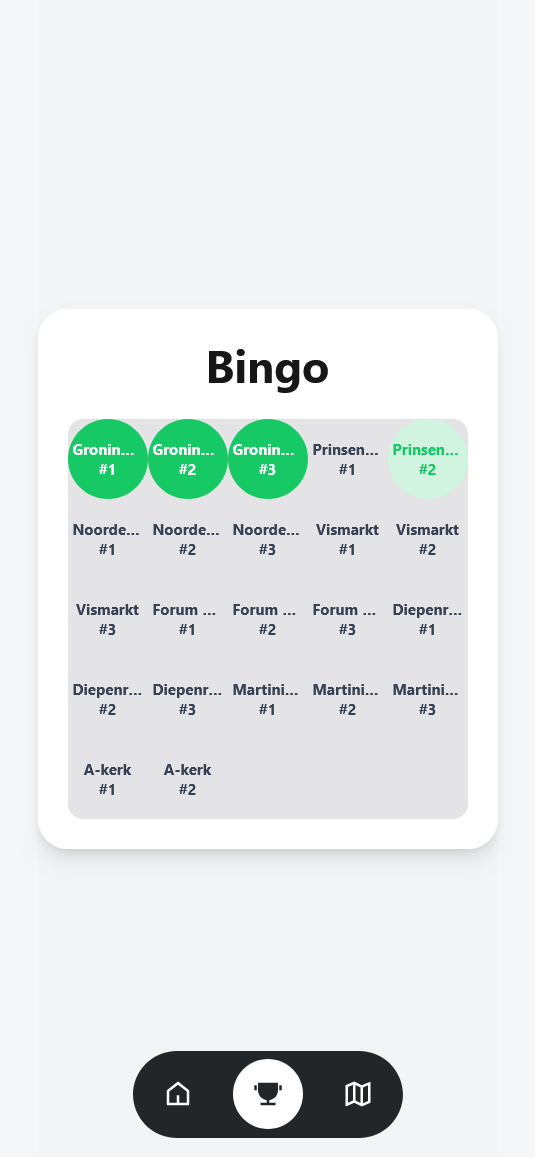 Bingo
Gronin... Gronin... Gronin... Prinsen... Prinsen...
#1 #2 #3 #1 #2
Noorde... Noorde... Noorde... Vismarkt Vismarkt
#1 #2 #3 #1 #2
Vismarkt Forum ... Forum ... Forum ... Diepenr...
#3 #1 #2 #3 #1
Diepenr... Diepenr... Martini... Martini... Martini...
#2 #3 #1 #2 #3
A-kerk A-kerk
#1 #2